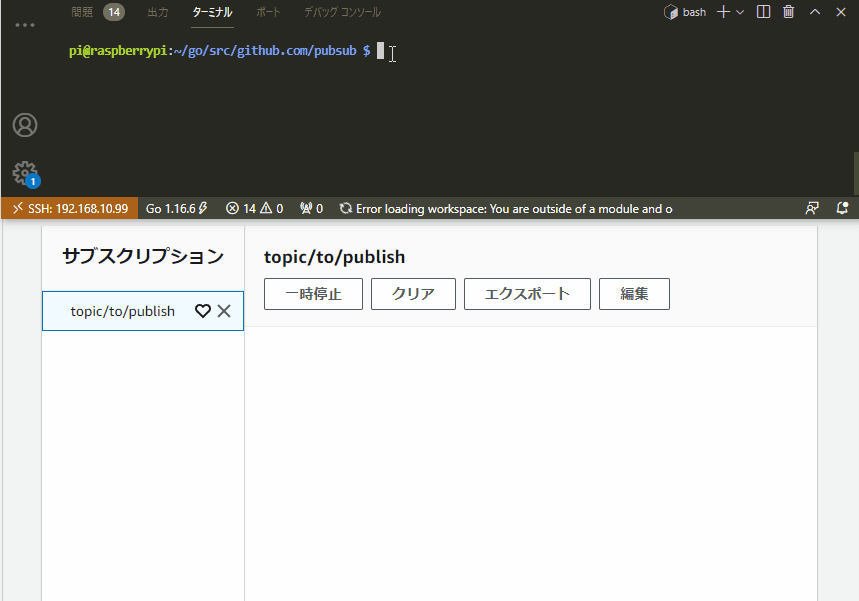 問題 14 出力 ターミナル ポート デバッグ コンソール bash
pi@raspberrypi:~/go/src/github.com/pubsub $
1
SSH: 192.168.10.99 Go 1.16.6 14 0 0 Error loading workspace: You are outside of a module and o
サブスクリプション
topic/to/publish
topic/to/publish
一時停止 クリア エクスポート 編集